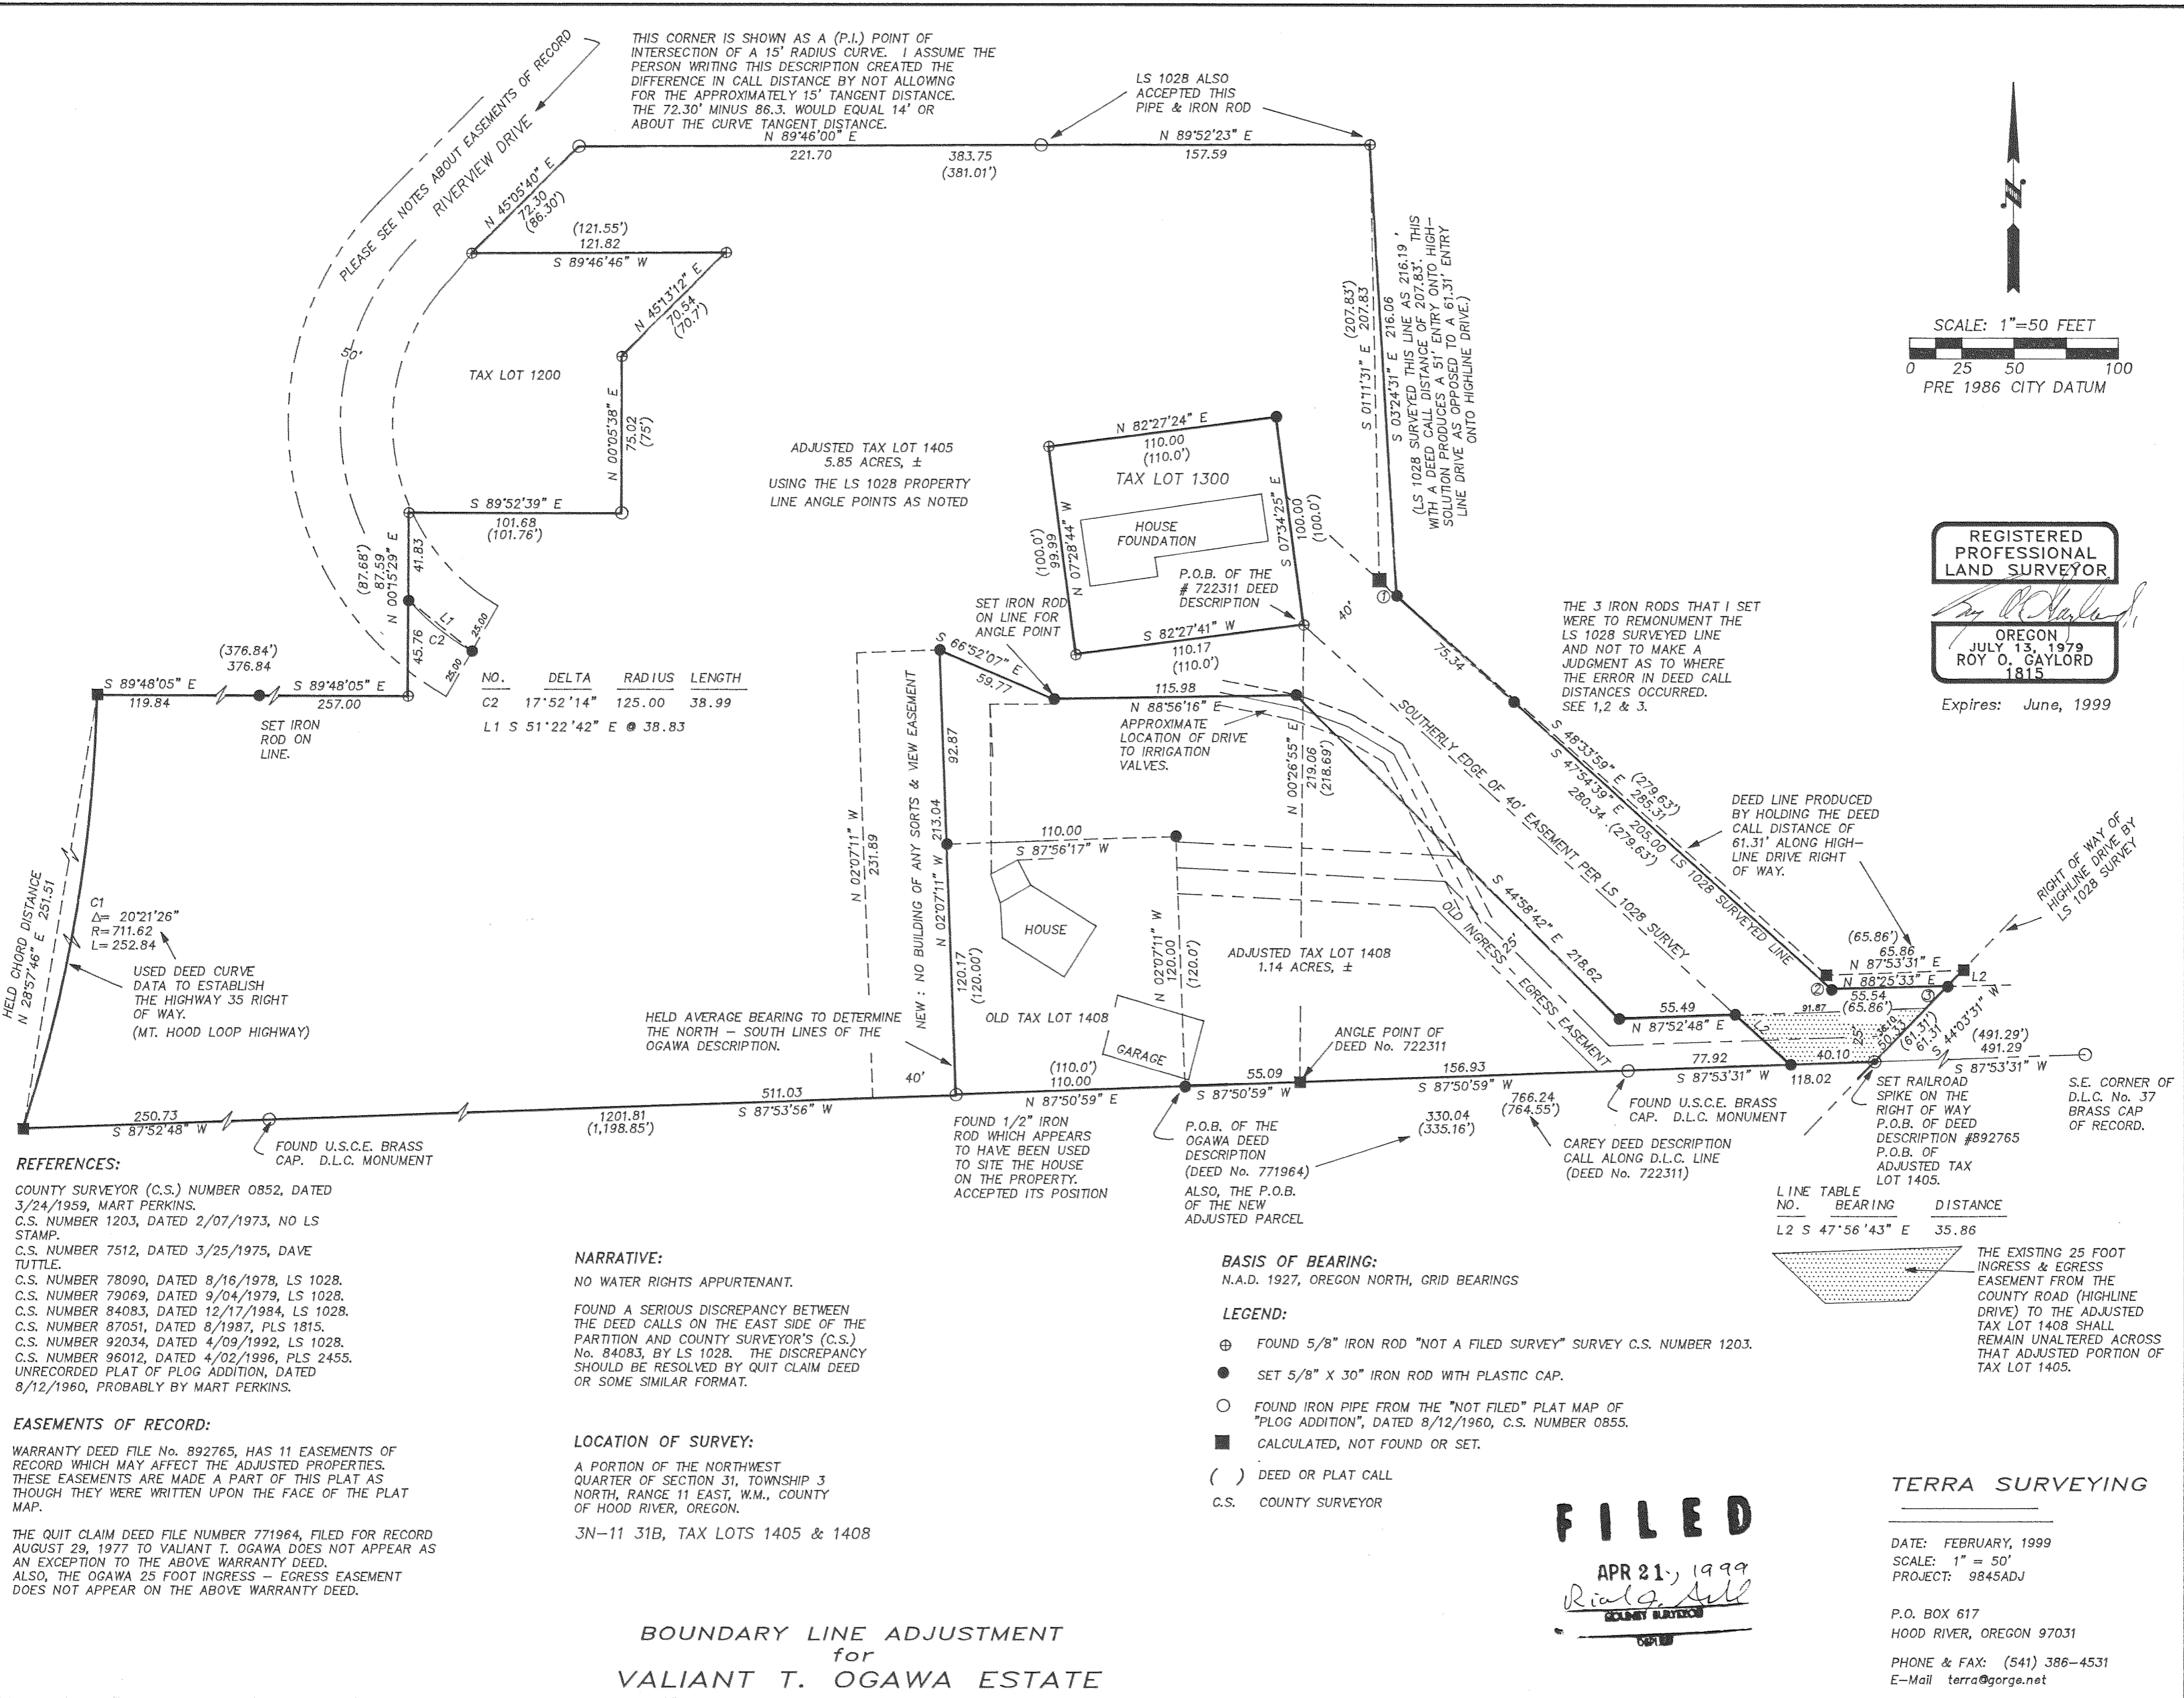 THIS CORNER IS SHOWN AS A (P.I.) POINT OF
INTERSECTION OF A 15' RADIUS CURVE. I ASSUME THE
PERSON WRITING THIS DESCRIPTION CREATED THE
DIFFERENCE IN CALL DISTANCE BY NOT ALLOWING
FOR THE APPROXIMATELY 15' TANGENT DISTANCE.
THE 72.30' MINUS 86.3. WOULD EQUAL 14' OR
ABOUT THE CURVE TANGENT DISTANCE.
PLEASE SEE NOTES ABOUT EASEMENTS OF RECORD
RIVERVIEW DRIVE
LS 1028 ALSO
ACCEPTED THIS
PIPE & IRON ROD
N 89°46'00" E
221.70
383.75
(381.01')
N 89°52'23" E
157.59
N 45°05'40" E
72.30
(86.30')
(121.55')
121.82
S 89°46'46" W
N 45°13'12" E
70.54
(70.7')
50'
TAX LOT 1200
N 00°05'38" E
75.02
(75')
S 89°52'39" E
101.68
(101.76')
(87.68')
87.59
N 00°15'29" E
41.83
45.76
L1
C2
25.00
25.00
(376.84')
376.84
S 89°48'05" E
119.84
S 89°48'05" E
257.00
SET IRON
ROD ON
LINE.
NO. DELTA RADIUS LENGTH
C2 17°52'14" 125.00 38.99
L1 S 51°22'42" E @ 38.83
ADJUSTED TAX LOT 1405
5.85 ACRES, ±
USING THE LS 1028 PROPERTY
LINE ANGLE POINTS AS NOTED
N 82°27'24" E
110.00
(110.0')
TAX LOT 1300
HOUSE
FOUNDATION
(100.0')
99.99
N 07°28'44" W
S 07°34'25" E
100.00
(100.0')
P.O.B. OF THE
# 722311 DEED
DESCRIPTION
S 82°27'41" W
110.17
(110.0')
SET IRON ROD
ON LINE FOR
ANGLE POINT
(207.83')
S 01°11'31" E 207.83
S 03°24'31" E 216.06
(LS 1028 SURVEYED THIS LINE AS 216.19 '
WITH A DEED CALL DISTANCE OF 207.83'. THIS
SOLUTION PRODUCES A 51' ENTRY ONTO HIGH-
LINE DRIVE AS OPPOSED TO A 61.31' ENTRY
ONTO HIGHLINE DRIVE.)
SCALE: 1"=50 FEET
0 25 50 100
PRE 1986 CITY DATUM
REGISTERED
PROFESSIONAL
LAND SURVEYOR
OREGON
JULY 13, 1979
ROY O. GAYLORD
1815
Expires: June, 1999
THE 3 IRON RODS THAT I SET
WERE TO REMONUMENT THE
LS 1028 SURVEYED LINE
AND NOT TO MAKE A
JUDGMENT AS TO WHERE
THE ERROR IN DEED CALL
DISTANCES OCCURRED.
SEE 1,2 & 3.
40'
1
75.34
S 66°52'07" E
59.77
115.98
N 88°56'16" E
APPROXIMATE
LOCATION OF DRIVE
TO IRRIGATION
VALVES.
N 00°26'55" E
219.06
(218.69')
SOUTHERLY EDGE OF 40' EASEMENT PER LS 1028 SURVEY
S 48°33'59" E
(279.63')
285.31
S 47°54'39" E 205.00 LS 1028 SURVEYED LINE
280.34 (279.63')
DEED LINE PRODUCED
BY HOLDING THE DEED
CALL DISTANCE OF
61.31' ALONG HIGH-
LINE DRIVE RIGHT
OF WAY.
RIGHT OF WAY OF
HIGHLINE DRIVE BY
LS 1028 SURVEY
N 02°07'11" W
231.89
NEW : NO BUILDING OF ANY SORTS & VIEW EASEMENT
92.87
N 02°07'11" W 213.04
120.17
(120.00')
110.00
S 87°56'17" W
HOUSE
N 02°07'11" W
120.00
(120.0')
OLD TAX LOT 1408
GARAGE
ADJUSTED TAX LOT 1408
1.14 ACRES, ±
S 44°58'42" E 218.62
OLD INGRESS - EGRESS EASEMENT
25'
(65.86')
65.86
N 87°53'31" E
L2
2
N 88°25'33" E
55.54
(65.86')
3
91.87
55.49
N 87°52'48" E
L2
25'
36.10
50.33
(61.31')
61.31
S 44°03'31" W
(491.29')
491.29
S 87°53'31" W
77.92
S 87°53'31" W
40.10
118.02
HELD CHORD DISTANCE
N 28°57'46" E 251.51
C1
Δ= 20°21'26"
R=711.62
L=252.84
USED DEED CURVE
DATA TO ESTABLISH
THE HIGHWAY 35 RIGHT
OF WAY.
(MT. HOOD LOOP HIGHWAY)
HELD AVERAGE BEARING TO DETERMINE
THE NORTH - SOUTH LINES OF THE
OGAWA DESCRIPTION.
40'
ANGLE POINT OF
DEED No. 722311
250.73
S 87°52'48" W
1201.81
(1,198.85')
511.03
S 87°53'56" W
(110.0')
110.00
N 87°50'59" E
55.09
S 87°50'59" W
156.93
S 87°50'59" W
766.24
(764.55')
330.04
(335.16')
FOUND U.S.C.E. BRASS
CAP. D.L.C. MONUMENT
FOUND 1/2" IRON
ROD WHICH APPEARS
TO HAVE BEEN USED
TO SITE THE HOUSE
ON THE PROPERTY.
ACCEPTED ITS POSITION
P.O.B. OF THE
OGAWA DEED
DESCRIPTION
(DEED No. 771964)
ALSO, THE P.O.B.
OF THE NEW
ADJUSTED PARCEL
CAREY DEED DESCRIPTION
CALL ALONG D.L.C. LINE
(DEED No. 722311)
FOUND U.S.C.E. BRASS
CAP. D.L.C. MONUMENT
SET RAILROAD
SPIKE ON THE
RIGHT OF WAY
P.O.B. OF DEED
DESCRIPTION #892765
P.O.B. OF
ADJUSTED TAX
LOT 1405.
S.E. CORNER OF
D.L.C. No. 37
BRASS CAP
OF RECORD.
LINE TABLE
NO. BEARING DISTANCE
L2 S 47°56'43" E 35.86
THE EXISTING 25 FOOT
INGRESS & EGRESS
EASEMENT FROM THE
COUNTY ROAD (HIGHLINE
DRIVE) TO THE ADJUSTED
TAX LOT 1408 SHALL
REMAIN UNALTERED ACROSS
THAT ADJUSTED PORTION OF
TAX LOT 1405.
REFERENCES:
COUNTY SURVEYOR (C.S.) NUMBER 0852, DATED
3/24/1959, MART PERKINS.
C.S. NUMBER 1203, DATED 2/07/1973, NO LS
STAMP.
C.S. NUMBER 7512, DATED 3/25/1975, DAVE
TUTTLE.
C.S. NUMBER 78090, DATED 8/16/1978, LS 1028.
C.S. NUMBER 79069, DATED 9/04/1979, LS 1028.
C.S. NUMBER 84083, DATED 12/17/1984, LS 1028.
C.S. NUMBER 87051, DATED 8/1987, PLS 1815.
C.S. NUMBER 92034, DATED 4/09/1992, LS 1028.
C.S. NUMBER 96012, DATED 4/02/1996, PLS 2455.
UNRECORDED PLAT OF PLOG ADDITION, DATED
8/12/1960, PROBABLY BY MART PERKINS.
EASEMENTS OF RECORD:
WARRANTY DEED FILE No. 892765, HAS 11 EASEMENTS OF
RECORD WHICH MAY AFFECT THE ADJUSTED PROPERTIES.
THESE EASEMENTS ARE MADE A PART OF THIS PLAT AS
THOUGH THEY WERE WRITTEN UPON THE FACE OF THE PLAT
MAP.
THE QUIT CLAIM DEED FILE NUMBER 771964, FILED FOR RECORD
AUGUST 29, 1977 TO VALIANT T. OGAWA DOES NOT APPEAR AS
AN EXCEPTION TO THE ABOVE WARRANTY DEED.
ALSO, THE OGAWA 25 FOOT INGRESS - EGRESS EASEMENT
DOES NOT APPEAR ON THE ABOVE WARRANTY DEED.
NARRATIVE:
NO WATER RIGHTS APPURTENANT.
FOUND A SERIOUS DISCREPANCY BETWEEN
THE DEED CALLS ON THE EAST SIDE OF THE
PARTITION AND COUNTY SURVEYOR'S (C.S.)
No. 84083, BY LS 1028. THE DISCREPANCY
SHOULD BE RESOLVED BY QUIT CLAIM DEED
OR SOME SIMILAR FORMAT.
LOCATION OF SURVEY:
A PORTION OF THE NORTHWEST
QUARTER OF SECTION 31, TOWNSHIP 3
NORTH, RANGE 11 EAST, W.M., COUNTY
OF HOOD RIVER, OREGON.
3N-11 31B, TAX LOTS 1405 & 1408
BASIS OF BEARING:
N.A.D. 1927, OREGON NORTH, GRID BEARINGS
LEGEND:
FOUND 5/8" IRON ROD "NOT A FILED SURVEY" SURVEY C.S. NUMBER 1203.
SET 5/8" X 30" IRON ROD WITH PLASTIC CAP.
FOUND IRON PIPE FROM THE "NOT FILED" PLAT MAP OF
"PLOG ADDITION", DATED 8/12/1960, C.S. NUMBER 0855.
CALCULATED, NOT FOUND OR SET.
( ) DEED OR PLAT CALL
C.S. COUNTY SURVEYOR
FILED
APR 21, 1999
COUNTY SURVEYOR
BOUNDARY LINE ADJUSTMENT
for
VALIANT T. OGAWA ESTATE
TERRA SURVEYING
DATE: FEBRUARY, 1999
SCALE: 1" = 50'
PROJECT: 9845ADJ
P.O. BOX 617
HOOD RIVER, OREGON 97031
PHONE & FAX: (541) 386-4531
E-Mail terra@gorge.net